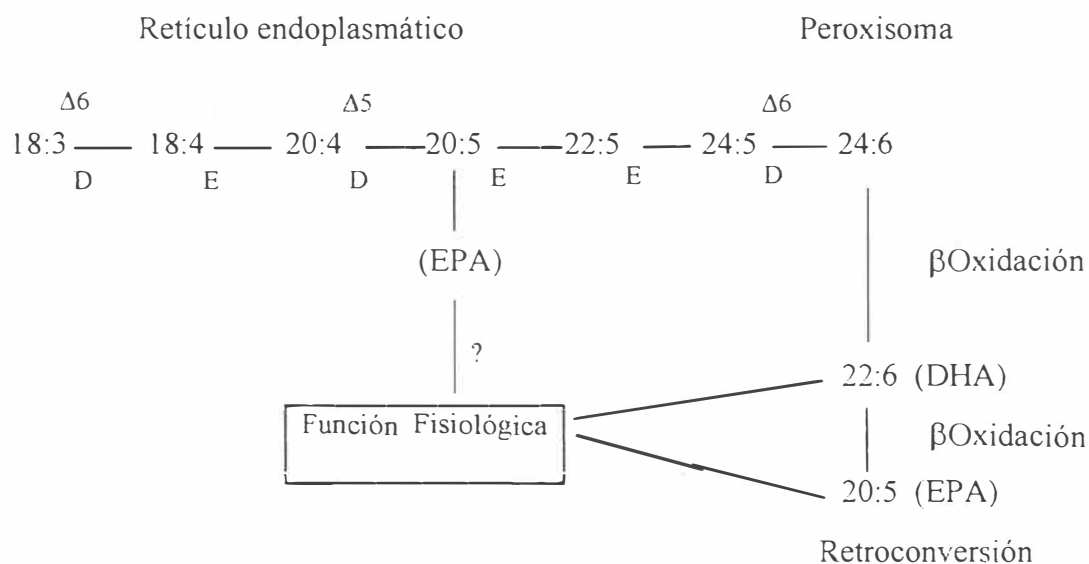 Retículo endoplasmático Peroxisoma
Δ6 Δ5 Δ6
18:3 18:4 20:4 20:5 22:5 24:5 24:6
D E D E E D
(EPA)
βOxidación
?
22:6 (DHA)
Función Fisiológica
βOxidación
20:5 (EPA)
Retroconversión